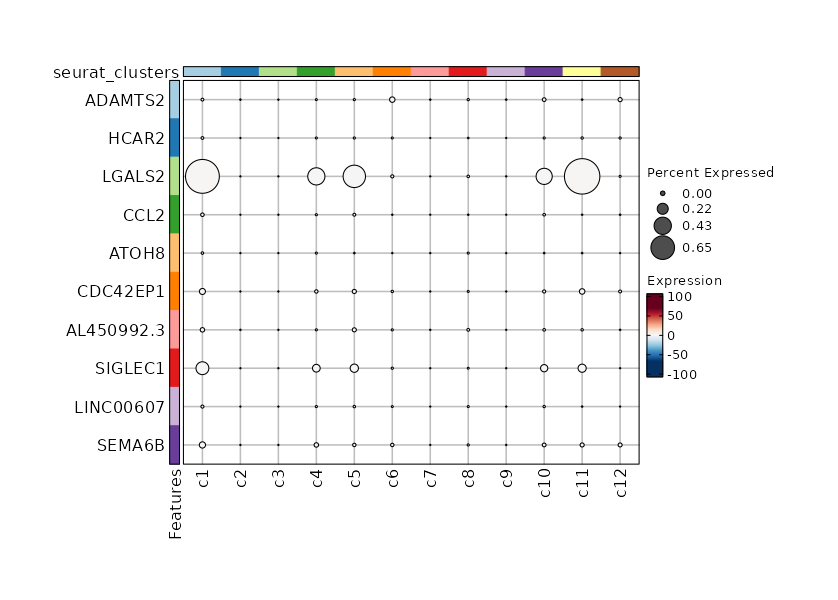 seurat_clusters
ADAMTS2
HCAR2
LGALS2
CCL2
ATOH8
CDC42EP1
AL450992.3
SIGLEC1
LINC00607
SEMA6B
Features
c1
c2
c3
c4
c5
c6
c7
c8
c9
c10
c11
c12
Percent Expressed
0.00
0.22
0.43
0.65
Expression
100
50
0
-50
-100